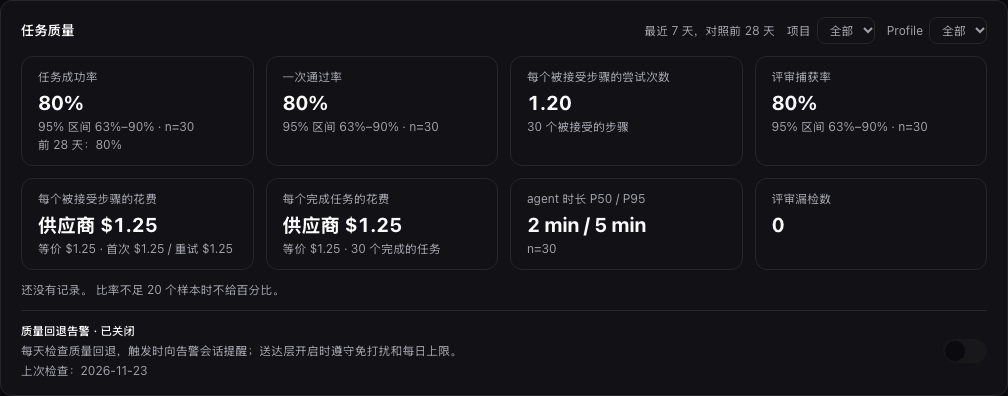 任务质量
最近 7 天，对照前 28 天 项目 全部 Profile 全部
任务成功率
80%
95% 区间 63%–90% · n=30
前 28 天：80%
一次通过率
80%
95% 区间 63%–90% · n=30
每个被接受步骤的尝试次数
1.20
30 个被接受的步骤
评审捕获率
80%
95% 区间 63%–90% · n=30
每个被接受步骤的花费
供应商 $1.25
等价 $1.25 · 首次 $1.25 / 重试 $1.25
每个完成任务的花费
供应商 $1.25
等价 $1.25 · 30 个完成的任务
agent 时长 P50 / P95
2 min / 5 min
n=30
评审漏检数
0
还没有记录。 比率不足 20 个样本时不给百分比。
质量回退告警 · 已关闭
每天检查质量回退，触发时向告警会话提醒；送达层开启时遵守免打扰和每日上限。
上次检查：2026-11-23